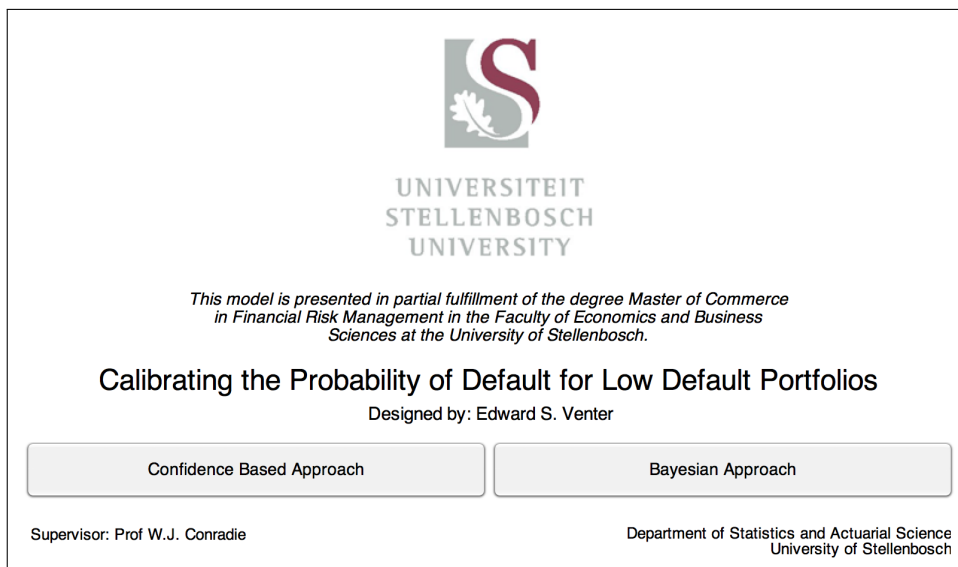 UNIVERSITEIT
STELLENBOSCH
UNIVERSITY
This model is presented in partial fulfillment of the degree Master of Commerce
in Financial Risk Management in the Faculty of Economics and Business
Sciences at the University of Stellenbosch.
Calibrating the Probability of Default for Low Default Portfolios
Designed by: Edward S. Venter
Confidence Based Approach
Bayesian Approach
Supervisor: Prof W.J. Conradie
Department of Statistics and Actuarial Science
University of Stellenbosch